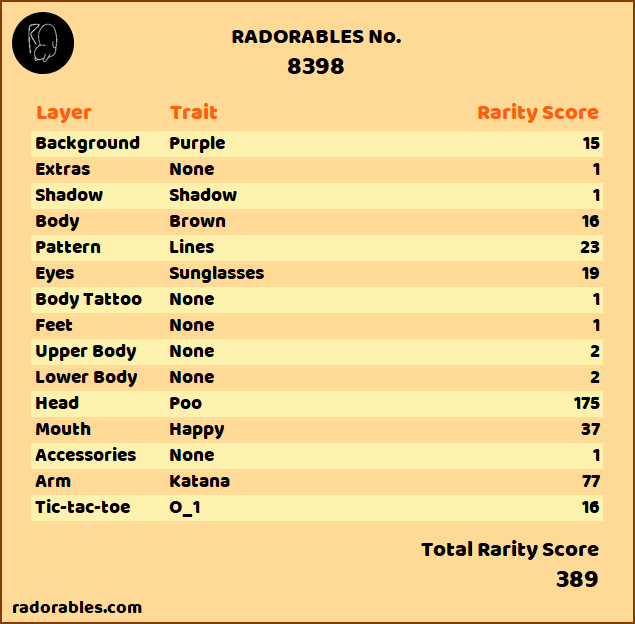 RADORABLES No.
8398
Layer Trait Rarity Score
Background Purple 15
Extras None 1
Shadow Shadow 1
Body Brown 16
Pattern Lines 23
Eyes Sunglasses 19
Body Tattoo None 1
Feet None 1
Upper Body None 2
Lower Body None 2
Head Poo 175
Mouth Happy 37
Accessories None 1
Arm Katana 77
Tic-tac-toe O_1 16
Total Rarity Score
389
radorables.com